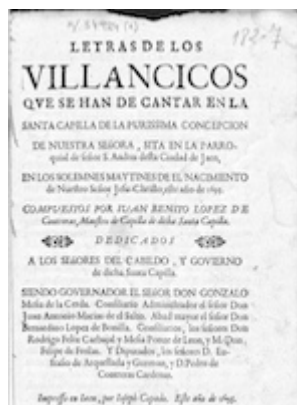 LETRAS DE LOS
VILLANCICOS
QVE SE HAN DE CANTAR EN LA
SANTA CAPILLA DE LA PURISSIMA CONCEPCION
DE NUESTRA SEÑORA, SITA EN LA PARRO-
quial de señor S. Andres desta Ciudad de Jaen,
EN LOS SOLEMNES MAYTINES DE EL NACIMIENTO
de Nuestro Señor Jesu-Christo, este año de
COMPUESTOS POR JUAN BENITO LOPEZ DE
Contreras, Maestro de Capilla de dicha Santa Capilla.
DEDICADOS
A LOS SEñORES DEL CABILDO, Y GOVIERNO
de dicha Santa Capilla.
SIENDO GOVERNADOR EL SEÑOR DON GONZALO
Mesia de la Cerda. Consiliario Administrador el señor Don
Juan Antonio de el Salto. Abad mayor el señor Don
Bernardino Lopez de Bonilla. Consiliarios, los señores Don
Rodrigo Felix Carbajal y Mesia Ponce de Leon, y Don
Felipe de Y Diputados, los señores D.
de y Guzman, y D. Pedro de
Contreras Cardenas.
Impresso en Jaen, por Joseph Copado. Este año de